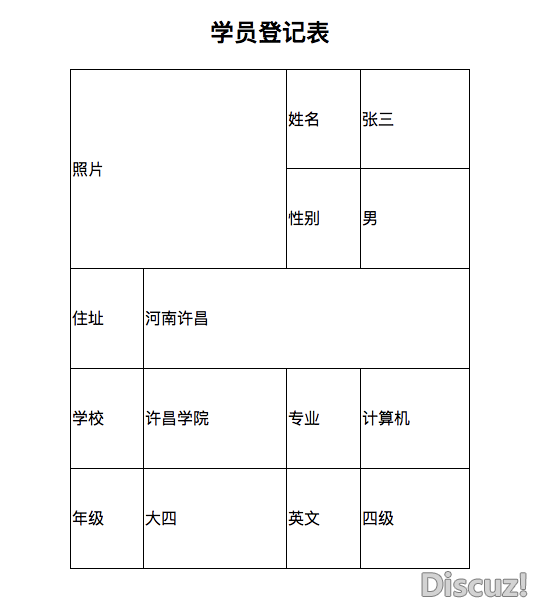 学员登记表
照片
姓名 张三
性别 男
住址 河南许昌
学校 许昌学院 专业 计算机
年级 大四 英文 四级
Discuz!